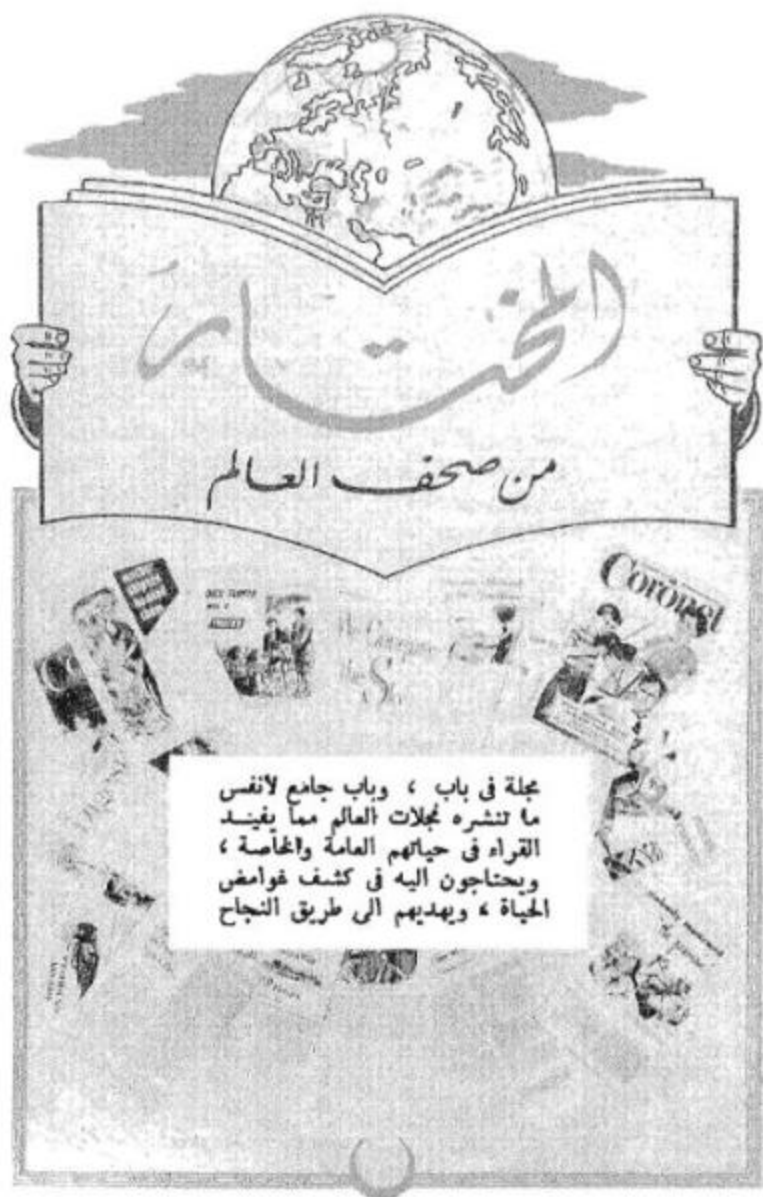 المختار
من صحف العالم
Coronet
مجلة فى باب ، وباب جامع لأنفس
ما تنشره مجلات العالم مما يفيـد
القراء فى حياتهم العامة والخاصة ،
ويحتاجون اليه فى كشف غوامض
الحياة ، ويهديهم الى طريق النجاح